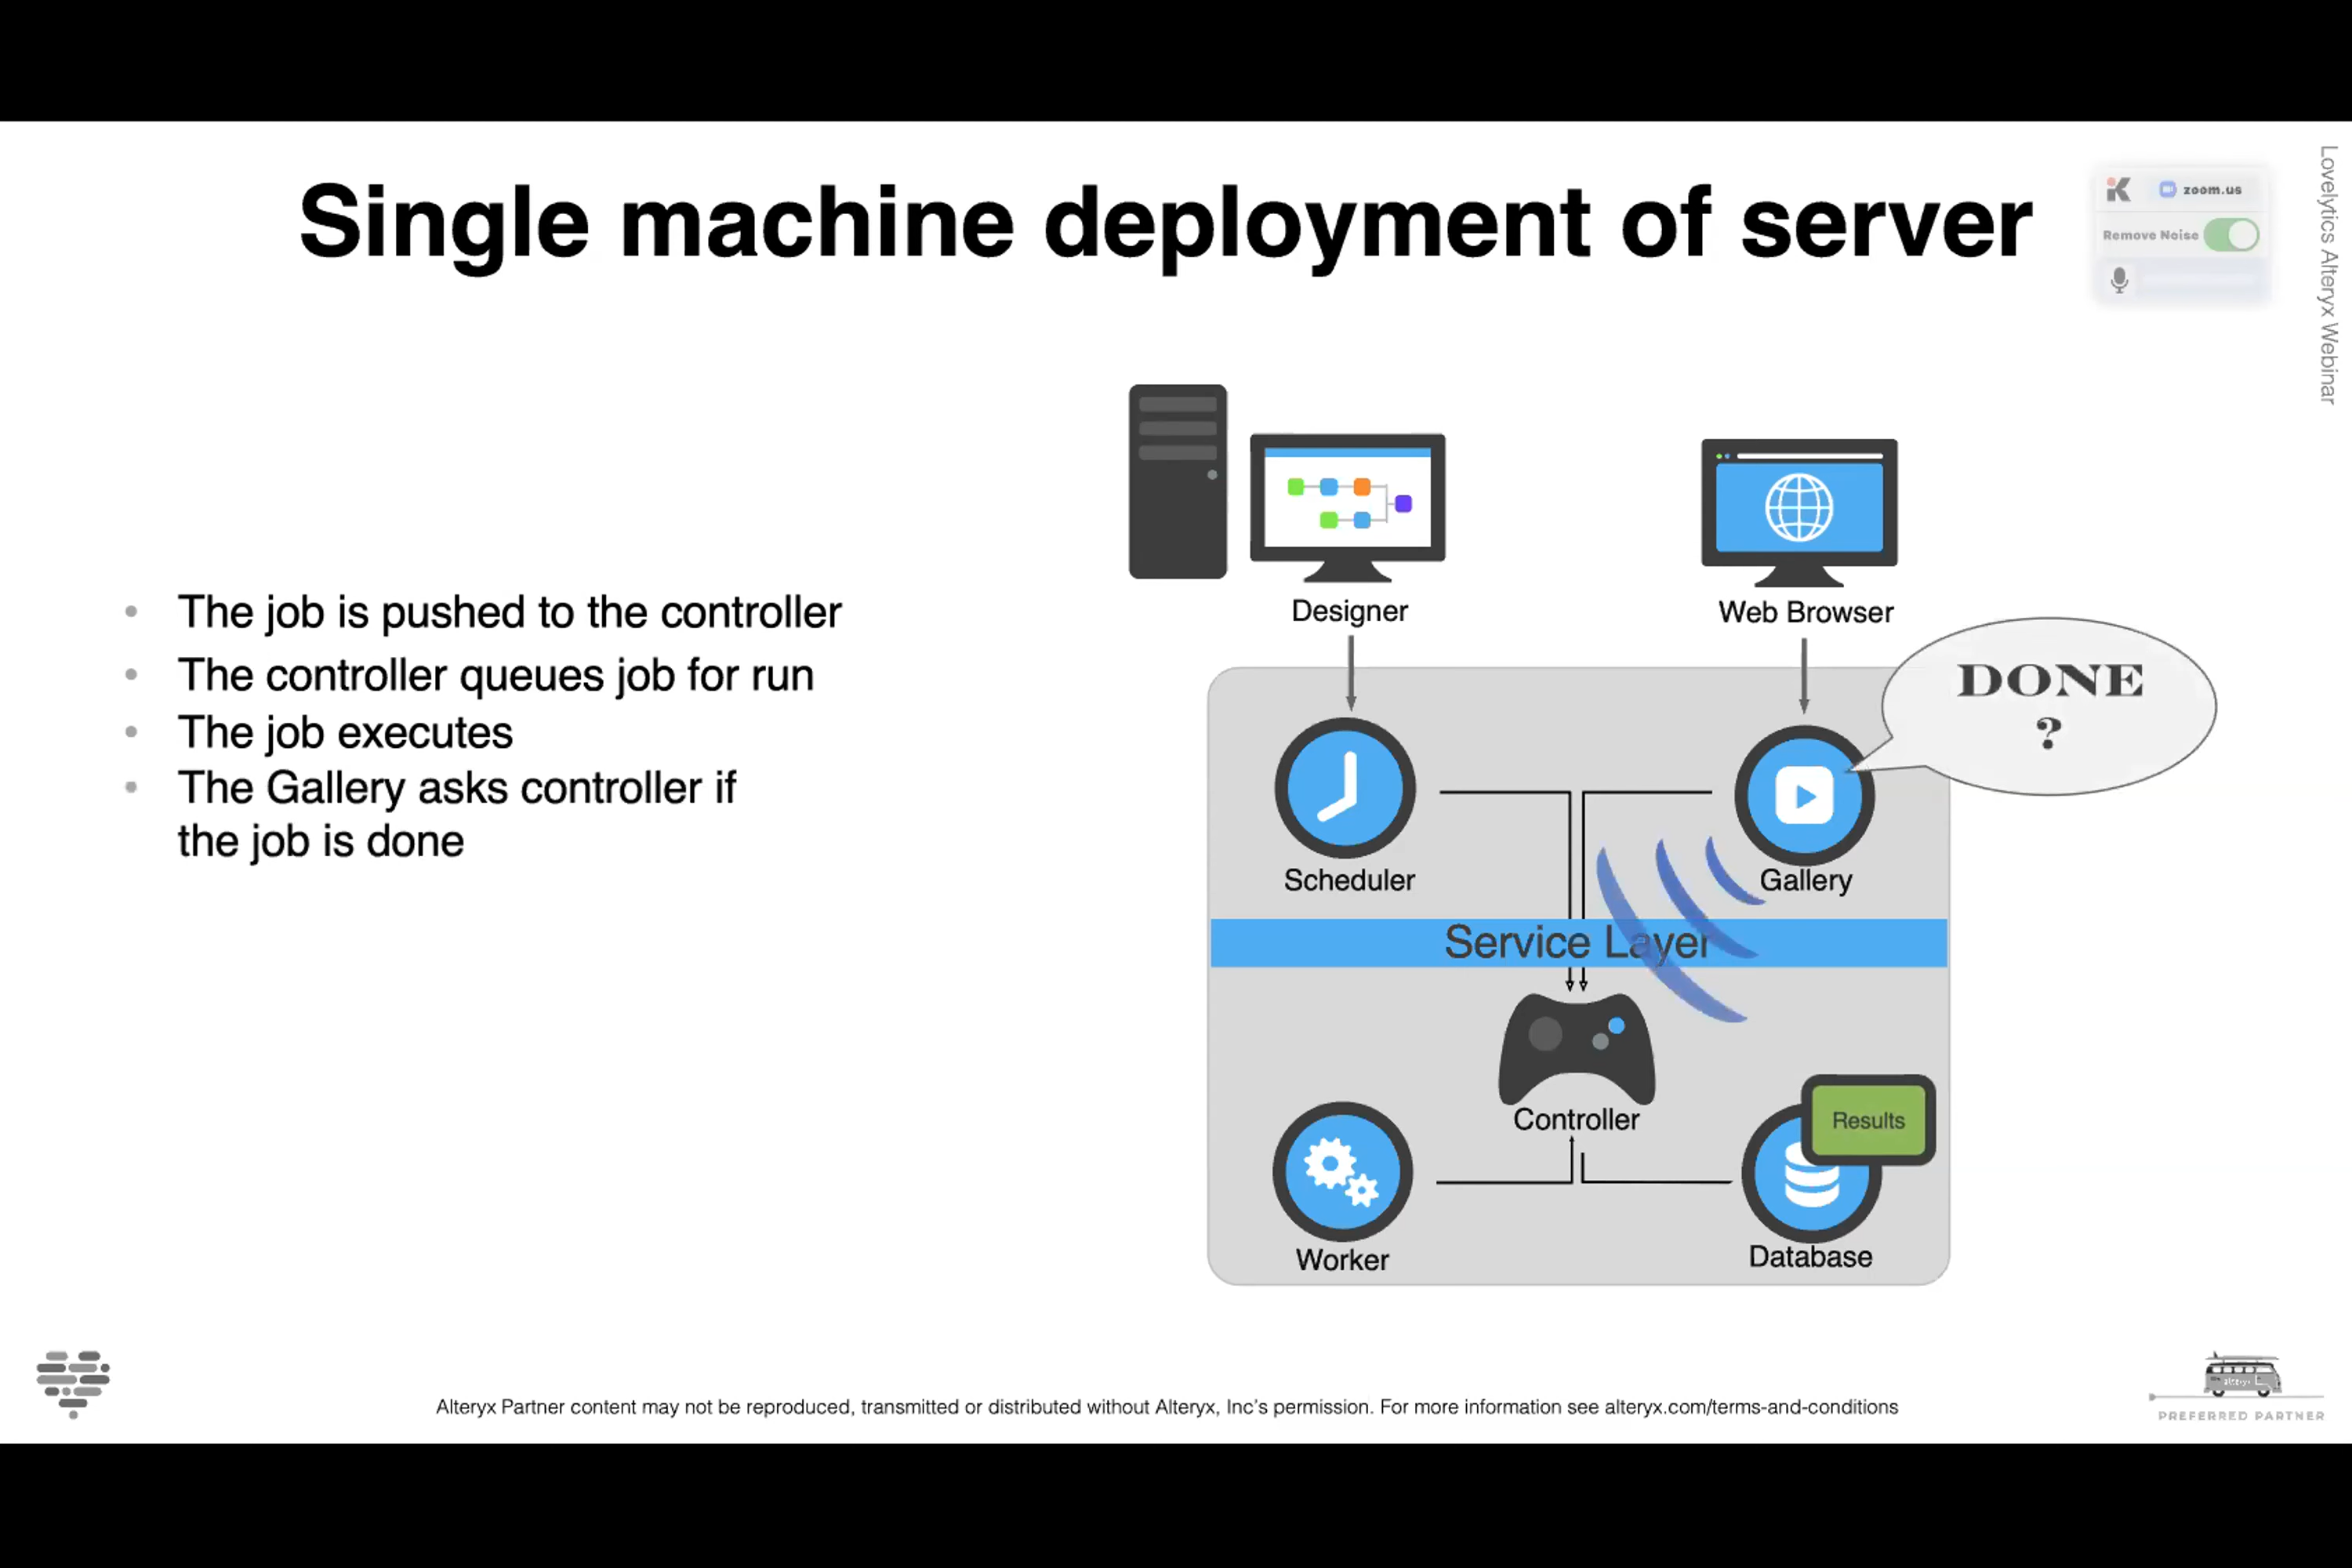 Single machine deployment of server
zoom.us
Remove Noise
Lovelytics Alteryx Webinar
The job is pushed to the controller
The controller queues job for run
The job executes
The Gallery asks controller if
the job is done
Designer
Web Browser
DONE
?
Scheduler
Gallery
Service Layer
Controller
Results
Worker
Database
Alteryx Partner content may not be reproduced, transmitted or distributed without Alteryx, Inc's permission. For more information see alteryx.com/terms-and-conditions
alteryx
PREFERRED PARTNER